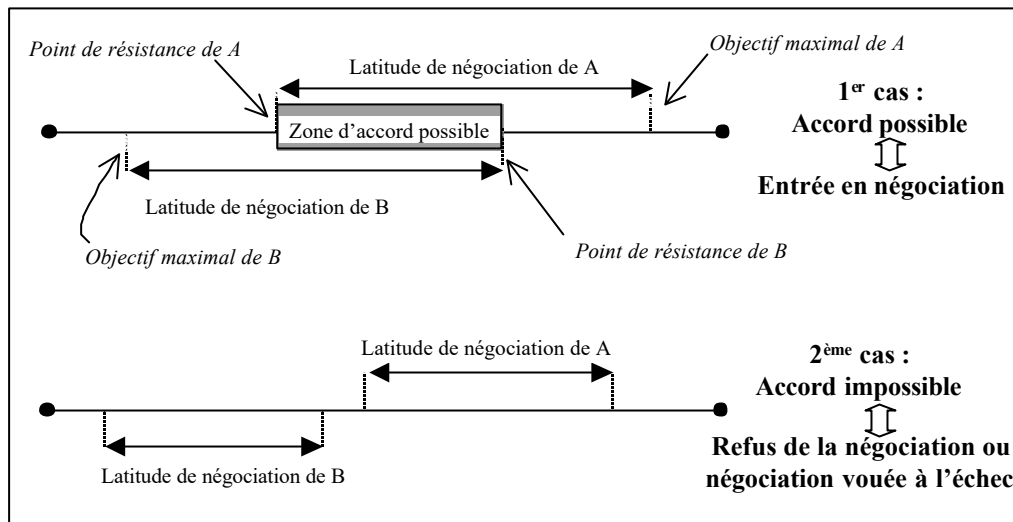 Point de résistance de A
Objectif maximal de A
Latitude de négociation de A
1er cas :
Accord possible
Zone d'accord possible
Entrée en négociation
Latitude de négociation de B
Objectif maximal de B
Point de résistance de B
Latitude de négociation de A
2ème cas :
Accord impossible
Refus de la négociation ou
négociation vouée à l'échec
Latitude de négociation de B